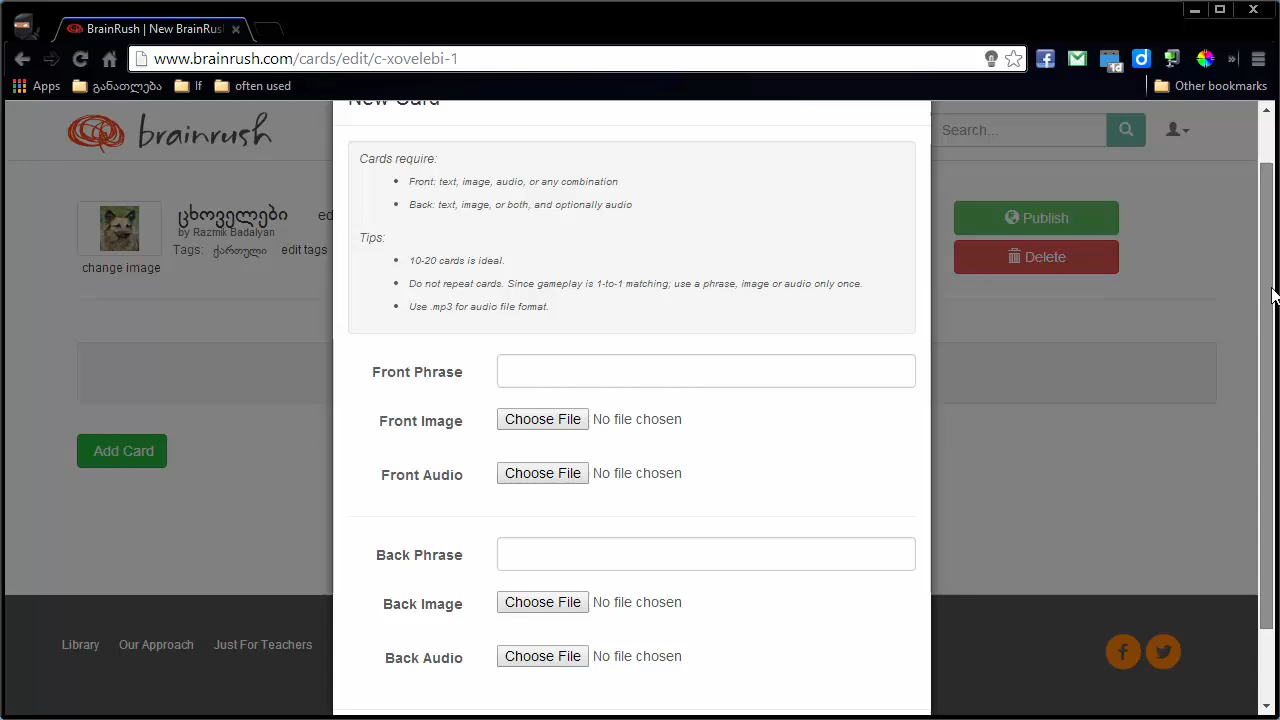 BrainRush | New BrainRus
www.brainrush.com/cards/edit/c-xovelebi-1
1d
Apps განათლება If often used Other bookmarks
New Card
brainrush
Search...
ცხოველები ed
by Razmik Badalyan
Tags: ქართული edit tags
change image
Publish
Delete
Cards require:
Front: text, image, audio, or any combination
Back: text, image, or both, and optionally audio
Tips:
10-20 cards is ideal.
Do not repeat cards. Since gameplay is 1-to-1 matching; use a phrase, image or audio only once.
Use .mp3 for audio file format.
Front Phrase
Front Image Choose File No file chosen
Add Card
Front Audio Choose File No file chosen
Back Phrase
Back Image Choose File No file chosen
Back Audio Choose File No file chosen
Library Our Approach Just For Teachers